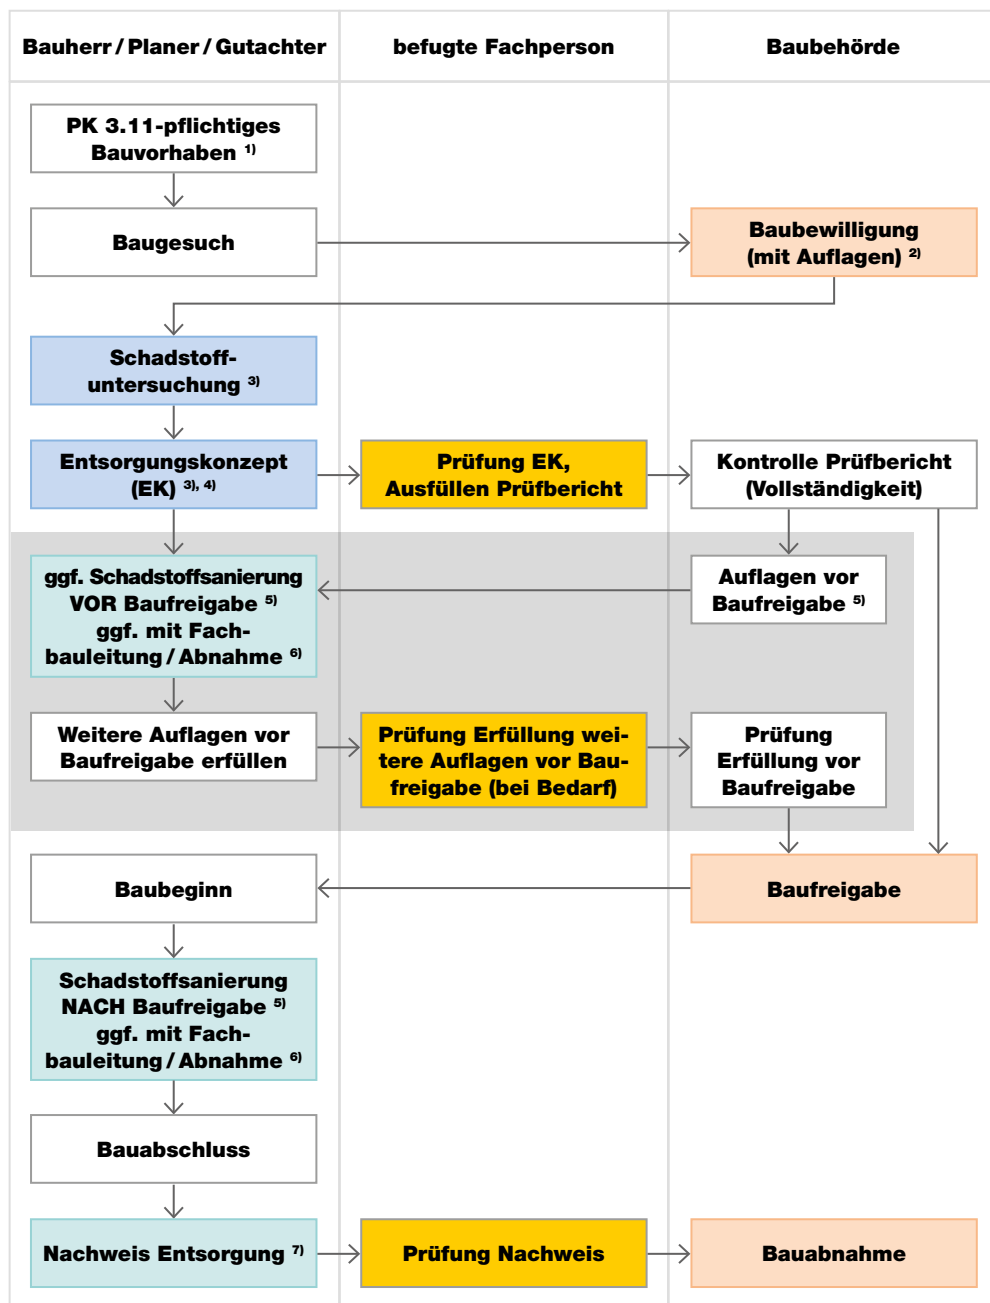 Bauherr / Planer / Gutachter
befugte Fachperson
Baubehörde
PK 3.11-pflichtiges
Bauvorhaben 1)
Baugesuch
Baubewilligung
(mit Auflagen) 2)
Schadstoff-
untersuchung 3)
Entsorgungskonzept
(EK) 3), 4)
Prüfung EK,
Ausfüllen Prüfbericht
Kontrolle Prüfbericht
(Vollständigkeit)
ggf. Schadstoffsanierung
VOR Baufreigabe 5)
ggf. mit Fach-
bauleitung / Abnahme 6)
Auflagen vor
Baufreigabe 5)
Weitere Auflagen vor
Baufreigabe erfüllen
Prüfung Erfüllung wei-
tere Auflagen vor Bau-
freigabe (bei Bedarf)
Prüfung
Erfüllung vor
Baufreigabe
Baubeginn
Baufreigabe
Schadstoffsanierung
NACH Baufreigabe 5)
ggf. mit Fach-
bauleitung / Abnahme 6)
Bauabschluss
Nachweis Entsorgung 7)
Prüfung Nachweis
Bauabnahme